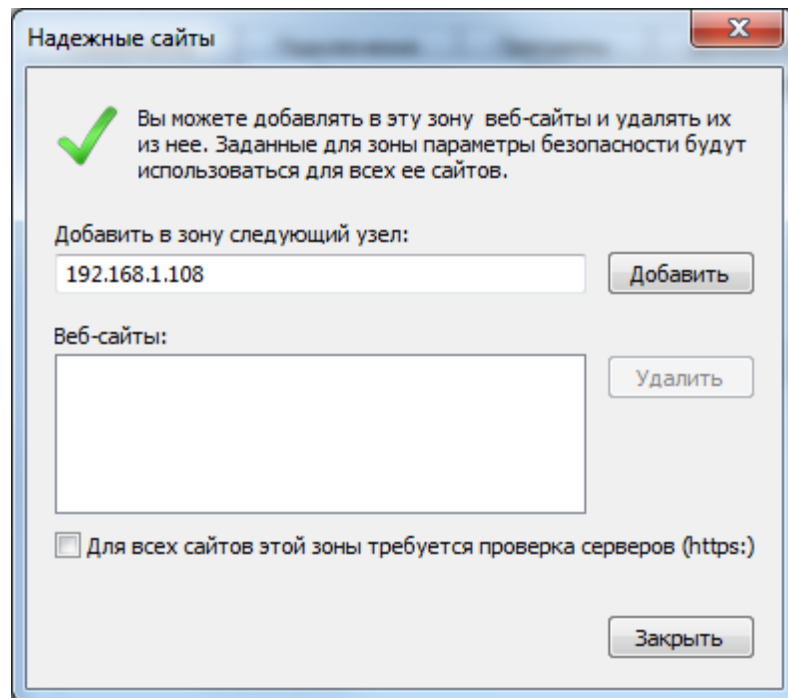 Надежные сайты
Вы можете добавлять в эту зону веб-сайты и удалять их
из нее. Заданные для зоны параметры безопасности будут
использоваться для всех ее сайтов.
Добавить в зону следующий узел:
192.168.1.108
Добавить
Веб-сайты:
Удалить
Для всех сайтов этой зоны требуется проверка серверов (https:)
Закрыть